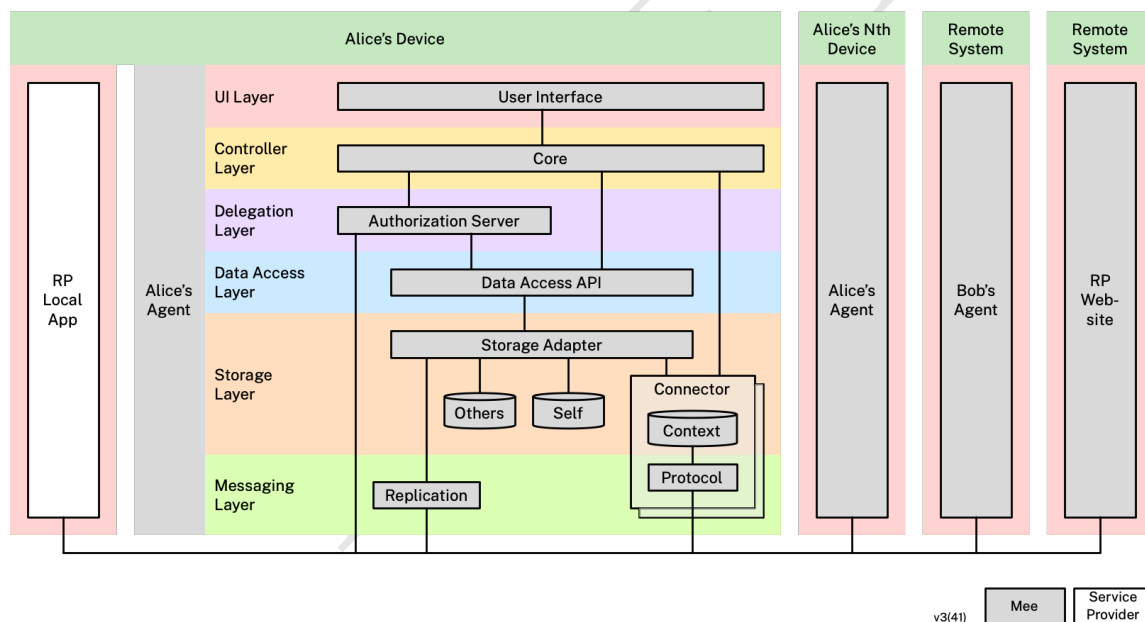 Alice's Device
Alice's Nth
Device
Remote
System
Remote
System
RP
Local
App
Alice's
Agent
UI Layer
User Interface
Controller
Layer
Core
Delegation
Layer
Authorization Server
Data Access
Layer
Data Access API
Storage
Layer
Storage Adapter
Others
Self
Connector
Context
Messaging
Layer
Replication
Protocol
Alice's
Agent
Bob's
Agent
RP
Web-
site
v3(41)
Mee
Service
Provider